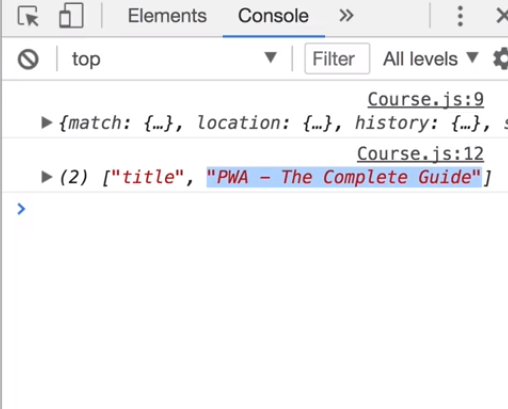 Elements Console »
top Filter All levels
Course.js:9
{match: {…}, location: {…}, history: {…}, s
Course.js:12
(2) ["title", "PWA – The Complete Guide"]
>